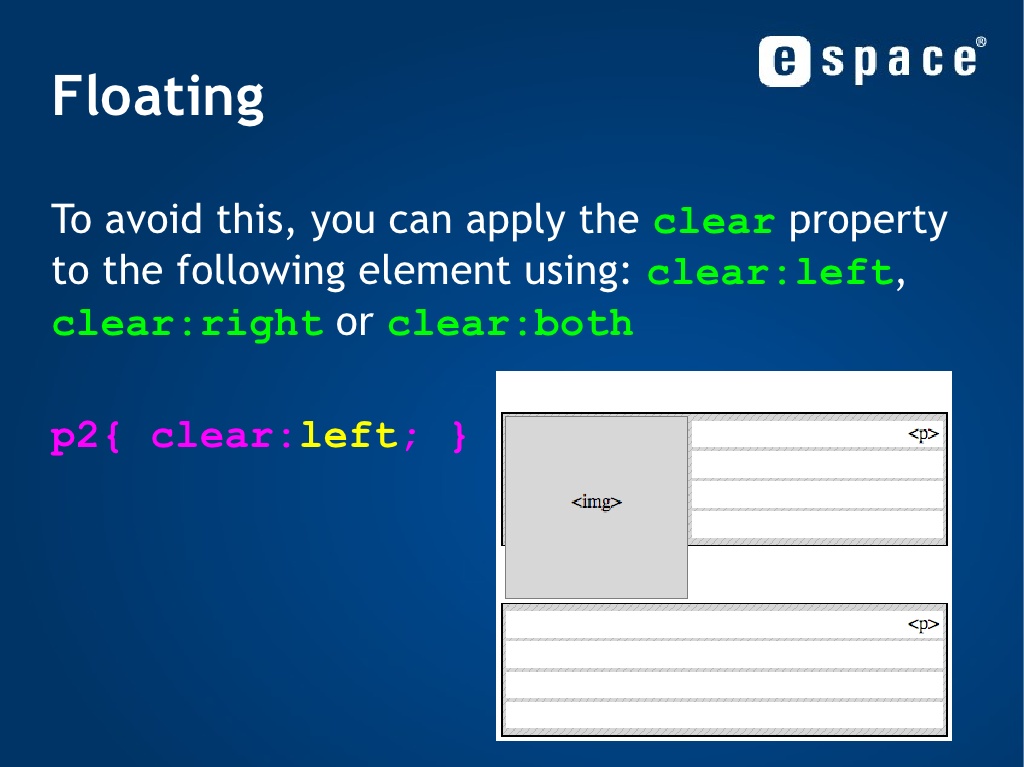 e space®
Floating
To avoid this, you can apply the clear property
to the following element using: clear:left,
clear:right or clear:both
p2{ clear:left; }
<p>
<img>
<p>